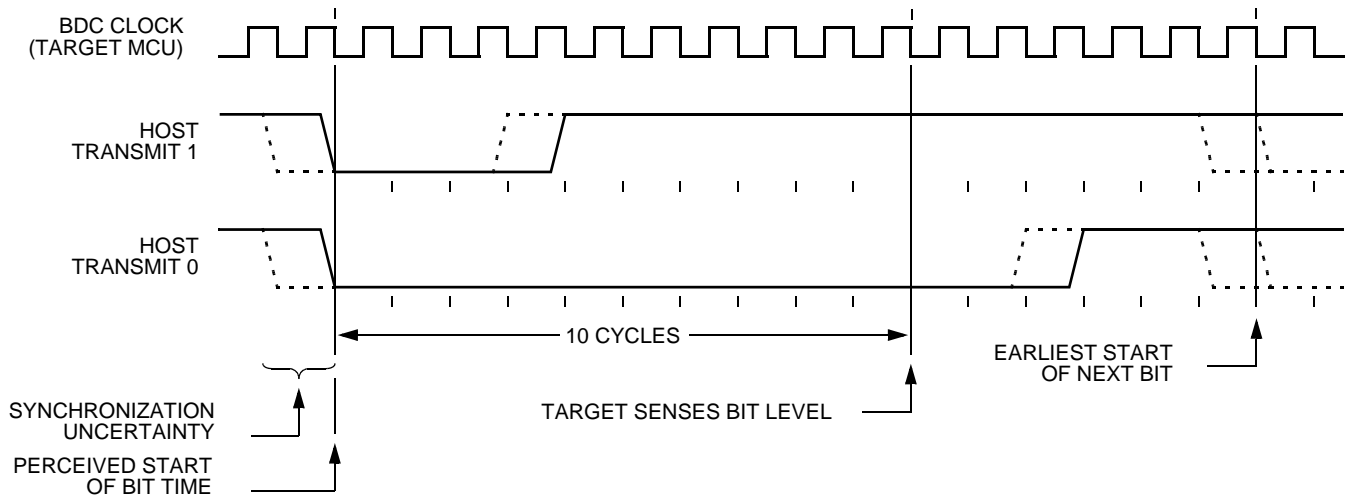 BDC CLOCK
(TARGET MCU)
HOST
TRANSMIT 1
HOST
TRANSMIT 0
10 CYCLES
EARLIEST START
OF NEXT BIT
SYNCHRONIZATION
UNCERTAINTY
TARGET SENSES BIT LEVEL
PERCEIVED START
OF BIT TIME